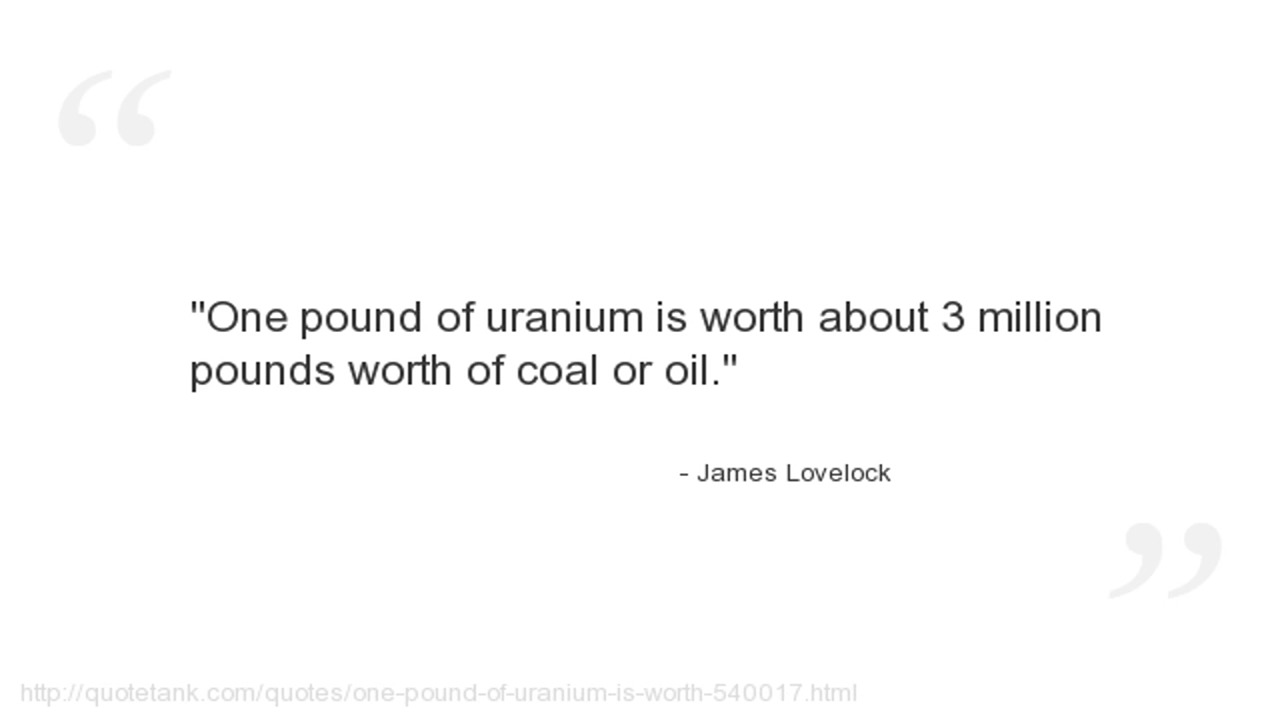 "One pound of uranium is worth about 3 million
pounds worth of coal or oil."
- James Lovelock
http://quotetank.com/quotes/one-pound-of-uranium-is-worth-540017.html